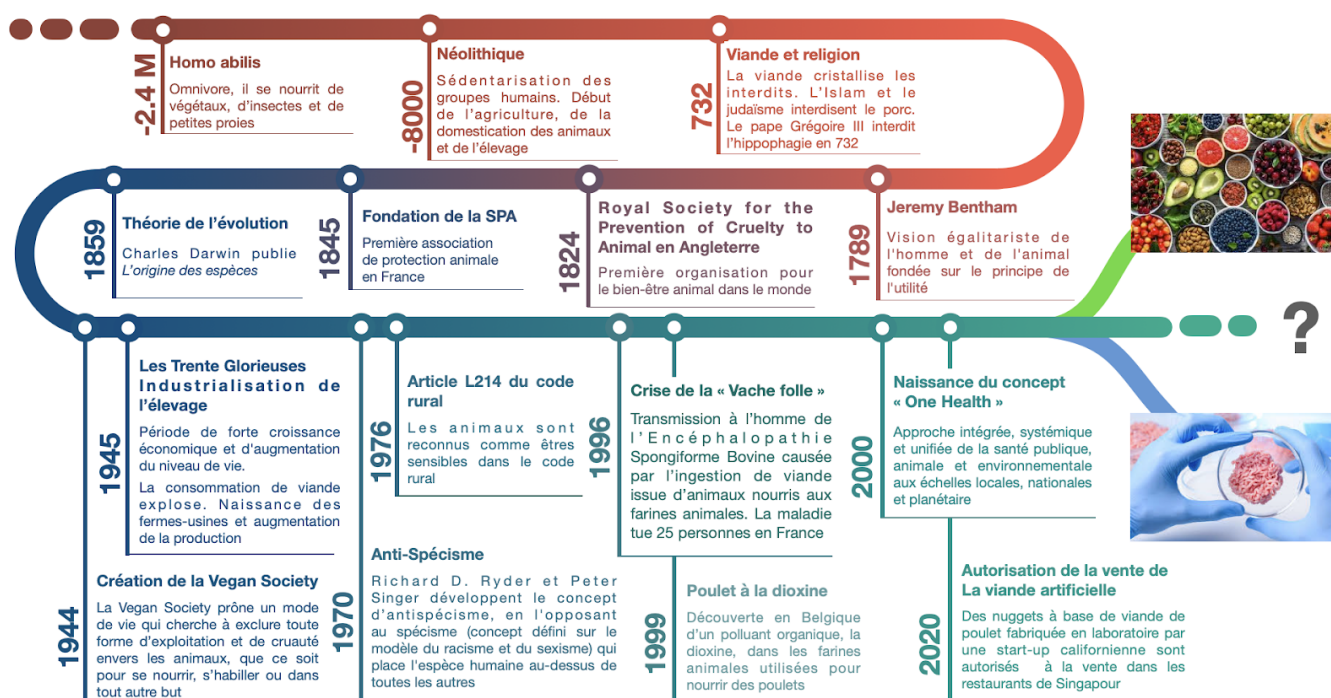 -2.4 M
Homo abilis
Omnivore, il se nourrit de
végétaux, d'insectes et de
petites proies
-8000
Néolithique
Sédentarisation des
groupes humains. Début
de l'agriculture, de la
domestication des animaux
et de l'élevage
732
Viande et religion
La viande cristallise les
interdits. L'Islam et le
judaïsme interdisent le porc.
Le pape Grégoire III interdit
l'hippophagie en 732
1859
Théorie de l'évolution
Charles Darwin publie
L'origine des espèces
1845
Fondation de la SPA
Première association
de protection animale
en France
1824
Royal Society for the
Prevention of Cruelty to
Animal en Angleterre
Première organisation pour
le bien-être animal dans le monde
1789
Jeremy Bentham
Vision égalitariste de
l'homme et de l'animal
fondée sur le principe de
l'utilité
?
1945
Les Trente Glorieuses
Industrialisation de
l'élevage
Période de forte croissance
économique et d'augmentation
du niveau de vie.
La consommation de viande
explose. Naissance des
fermes-usines et augmentation
de la production
1976
Article L214 du code
rural
Les animaux sont
reconnus comme êtres
sensibles dans le code
rural
1996
Crise de la « Vache folle »
Transmission à l'homme de
l'Encéphalopathie
Spongiforme Bovine causée
par l'ingestion de viande
issue d'animaux nourris aux
farines animales. La maladie
tue 25 personnes en France
2000
Naissance du concept
« One Health »
Approche intégrée, systémique
et unifiée de la santé publique,
animale et environnementale
aux échelles locales, nationales
et planétaire
1944
Création de la Vegan Society
La Vegan Society prône un mode
de vie qui cherche à exclure toute
forme d'exploitation et de cruauté
envers les animaux, que ce soit
pour se nourrir, s'habiller ou dans
tout autre but
1970
Anti-Spécisme
Richard D. Ryder et Peter
Singer développent le concept
d'antispécisme, en l'opposant
au spécisme (concept défini sur le
modèle du racisme et du sexisme) qui
place l'espèce humaine au-dessus de
toutes les autres
1999
Poulet à la dioxine
Découverte en Belgique
d'un polluant organique, la
dioxine, dans les farines
animales utilisées pour
nourrir des poulets
2020
Autorisation de la vente de
La viande artificielle
Des nuggets à base de viande de
poulet fabriquée en laboratoire par
une start-up californienne sont
autorisés à la vente dans les
restaurants de Singapour